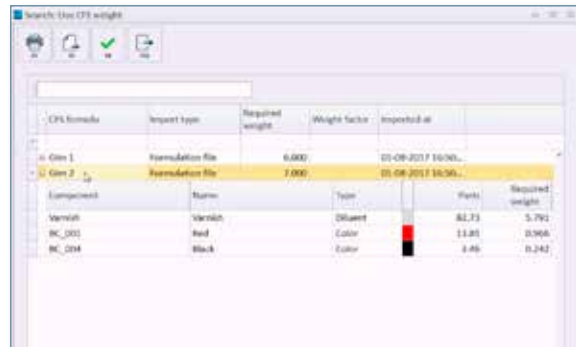 Search: Use CFS weight
CFS formula Import type Required weight Weight factor Imported at
Gim 1 Formulation file 6.000 01-08-2017 16:50...
Gim 2 Formulation file 7.000 01-08-2017 16:50...
Component Name Type Parts Required weight
Varnish Varnish Diluent 82.73 5.791
BC_001 Red Color 13.81 0.966
BC_004 Black Color 3.46 0.242